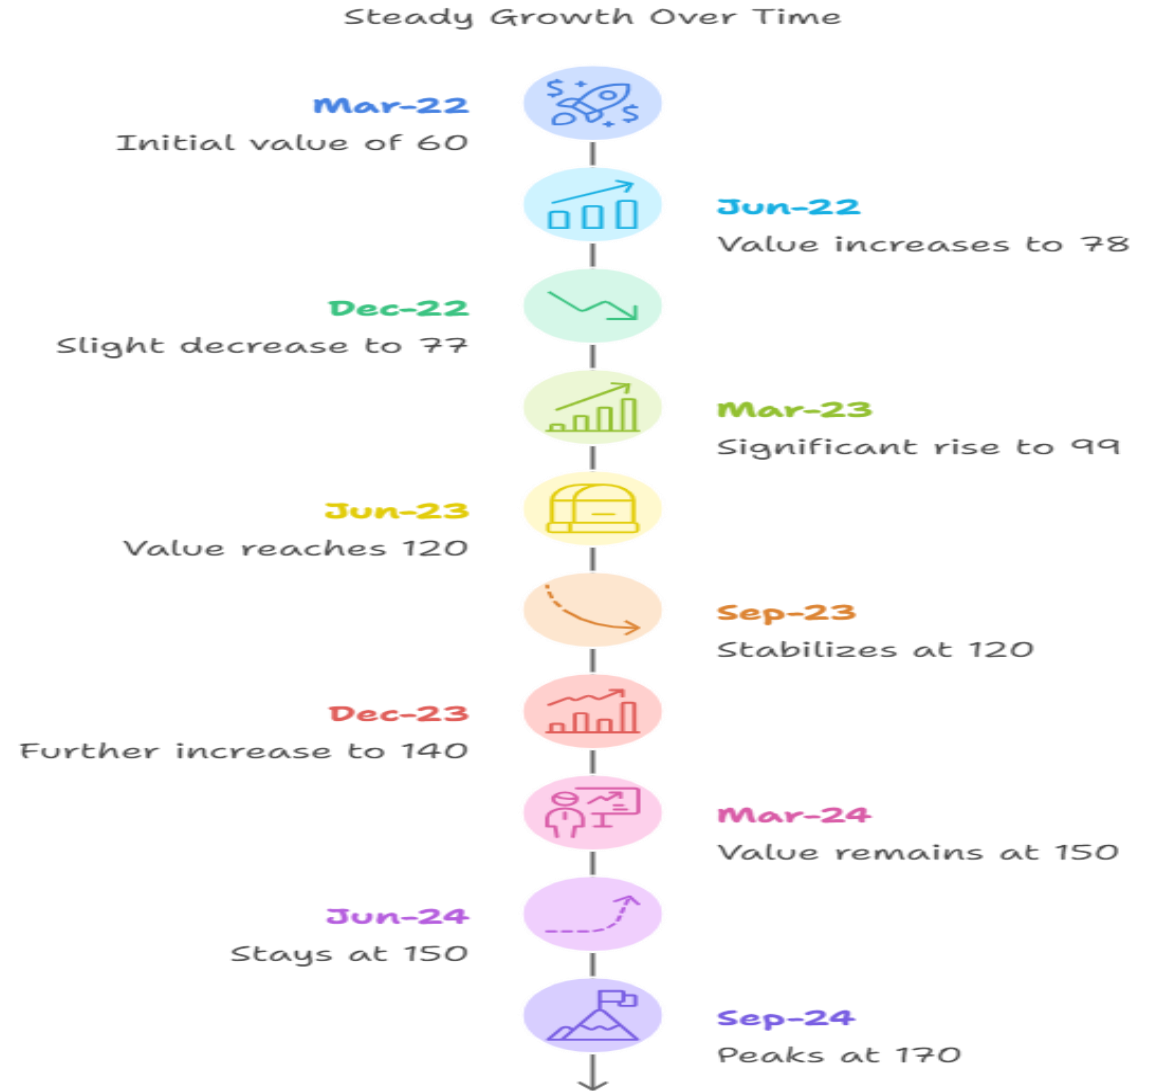 Steady Growth Over Time
Mar-22
Initial value of 60
Jun-22
Value increases to 78
Dec-22
Slight decrease to 77
Mar-23
Significant rise to 99
Jun-23
Value reaches 120
Sep-23
Stabilizes at 120
Dec-23
Further increase to 140
Mar-24
Value remains at 150
Jun-24
Stays at 150
Sep-24
Peaks at 170